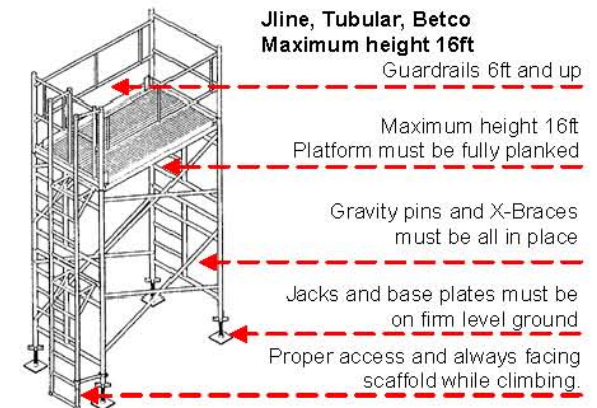 Jline, Tubular, Betco
Maximum height 16ft
Guardrails 6ft and up
Maximum height 16ft
Platform must be fully planked
Gravity pins and X-Braces
must be all in place
Jacks and base plates must be
on firm level ground
Proper access and always facing
scaffold while climbing.